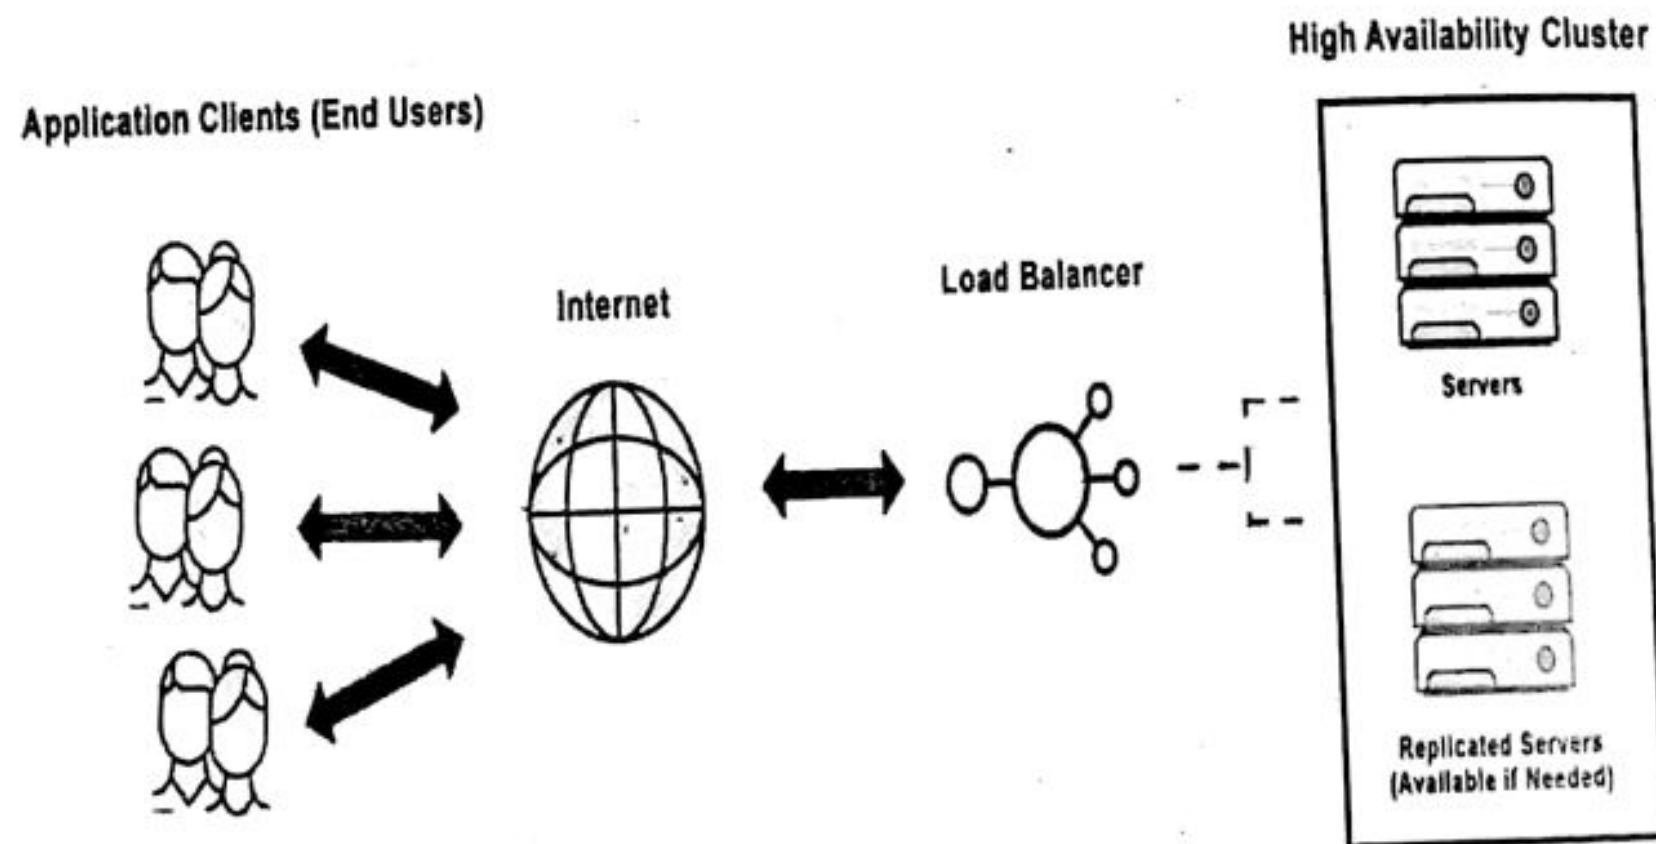 High Availability Cluster
Application Clients (End Users)
Load Balancer
Internet
Servers
Replicated Servers
(Available if Needed)